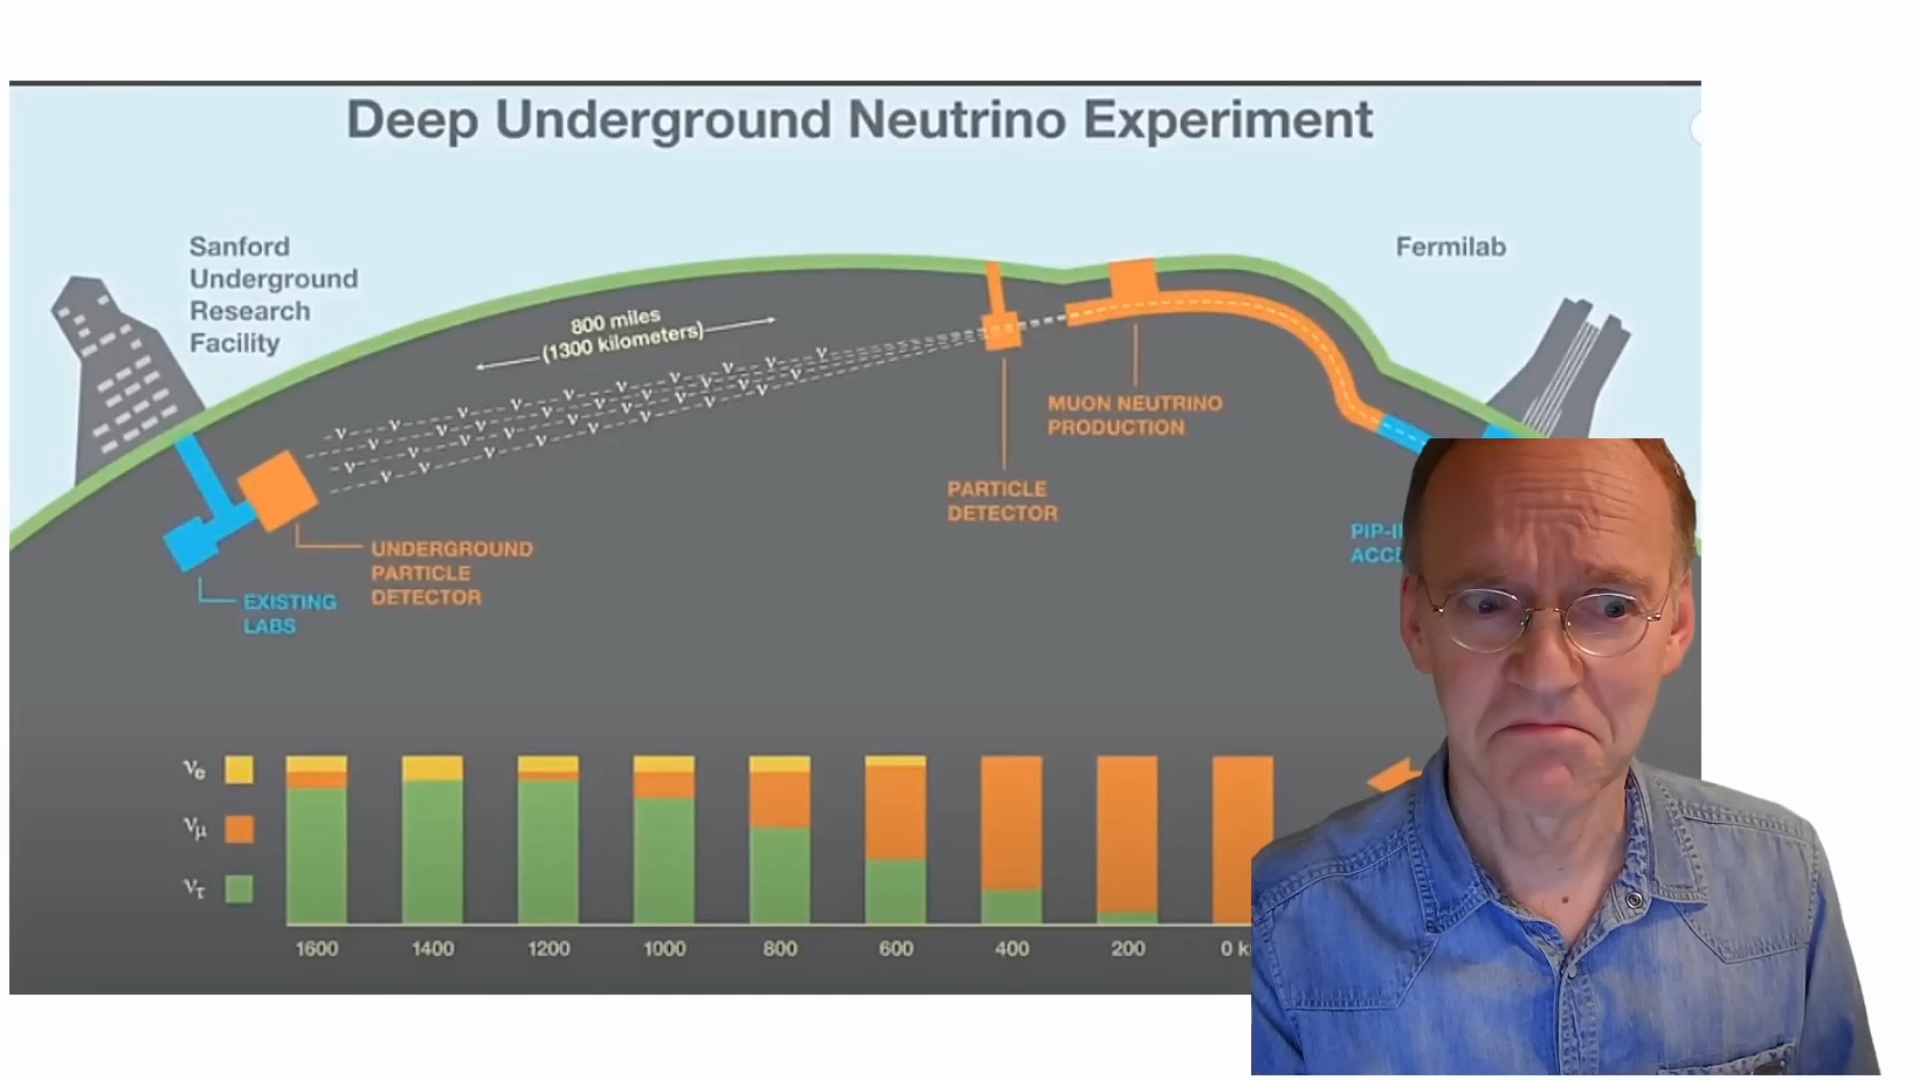 Deep Underground Neutrino Experiment
Sanford
Underground
Research
Facility
Fermilab
800 miles
(1300 kilometers)
ν ν ν ν ν ν ν ν ν
ν ν ν ν ν ν ν
ν ν ν ν ν ν ν
ν ν ν ν ν ν ν
MUON NEUTRINO
PRODUCTION
PARTICLE
DETECTOR
UNDERGROUND
PARTICLE
DETECTOR
EXISTING
LABS
νe
νμ
ντ
1600 1400 1200 1000 800 600 400 200 0